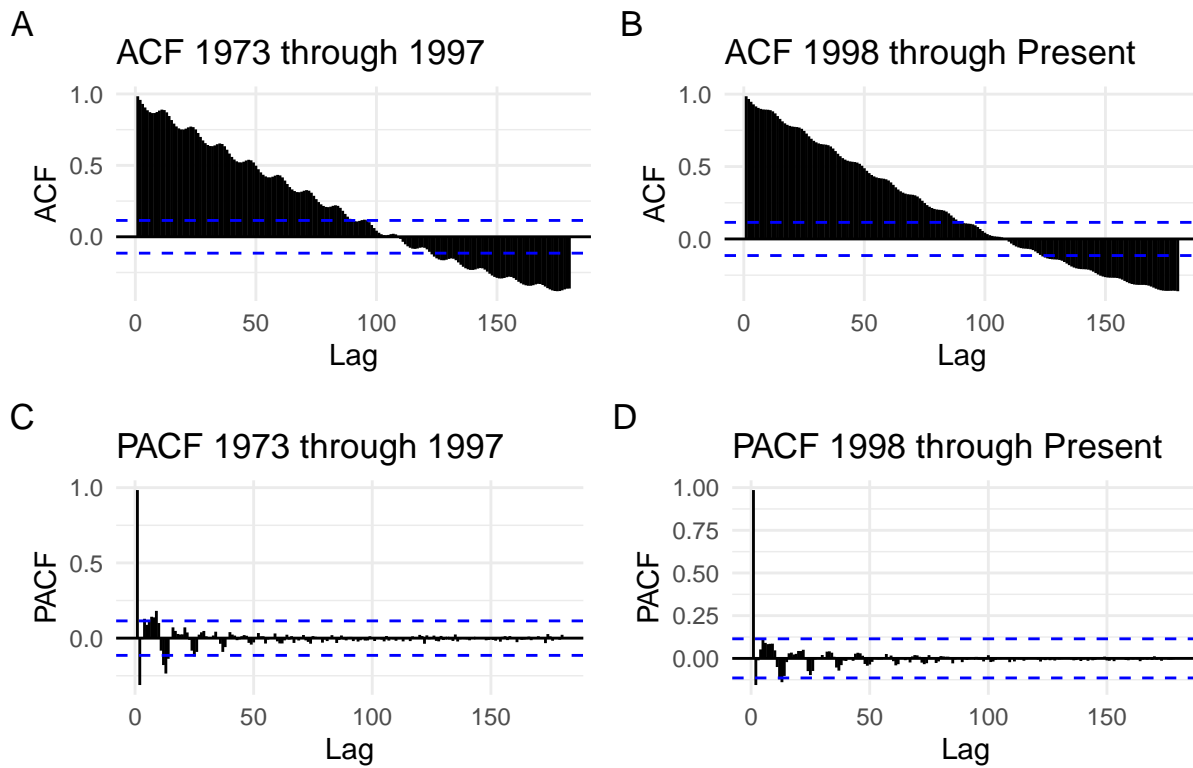 A
ACF 1973 through 1997
1.0
0.5
0.0
ACF
0
50
100
150
Lag
B
ACF 1998 through Present
1.0
0.5
0.0
ACF
0
50
100
150
Lag
C
PACF 1973 through 1997
1.0
0.5
0.0
PACF
0
50
100
150
Lag
D
PACF 1998 through Present
1.00
0.75
0.50
0.25
0.00
PACF
0
50
100
150
Lag